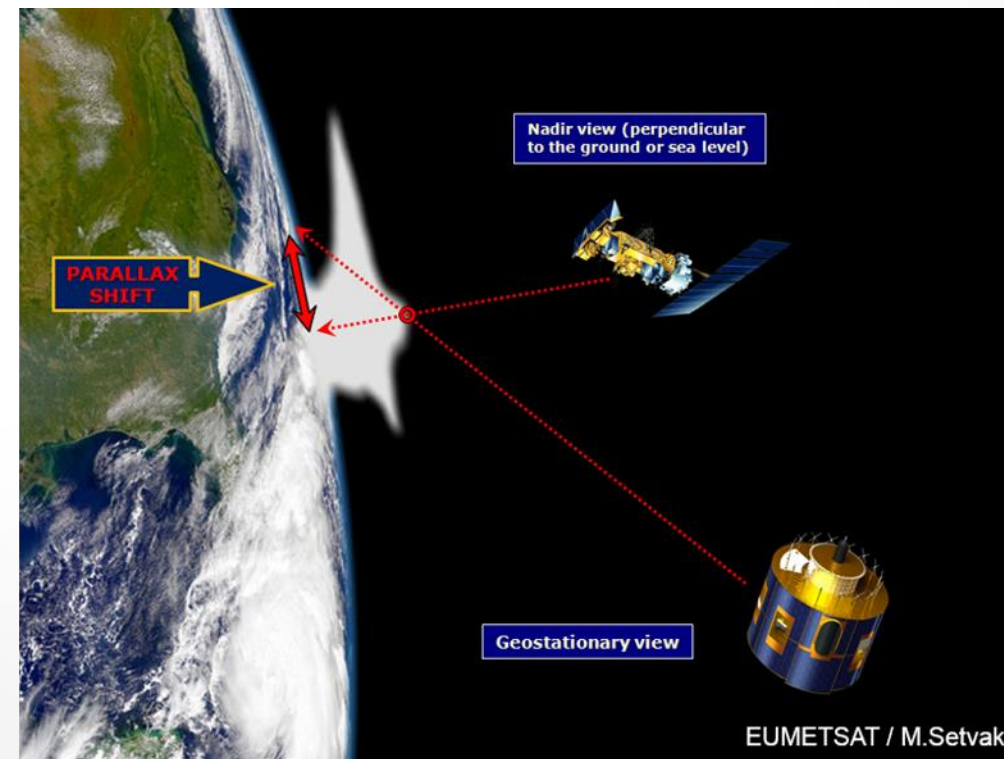 Nadir view (perpendicular
to the ground or sea level)
PARALLAX
SHIFT
Geostationary view
EUMETSAT / M.Setvak